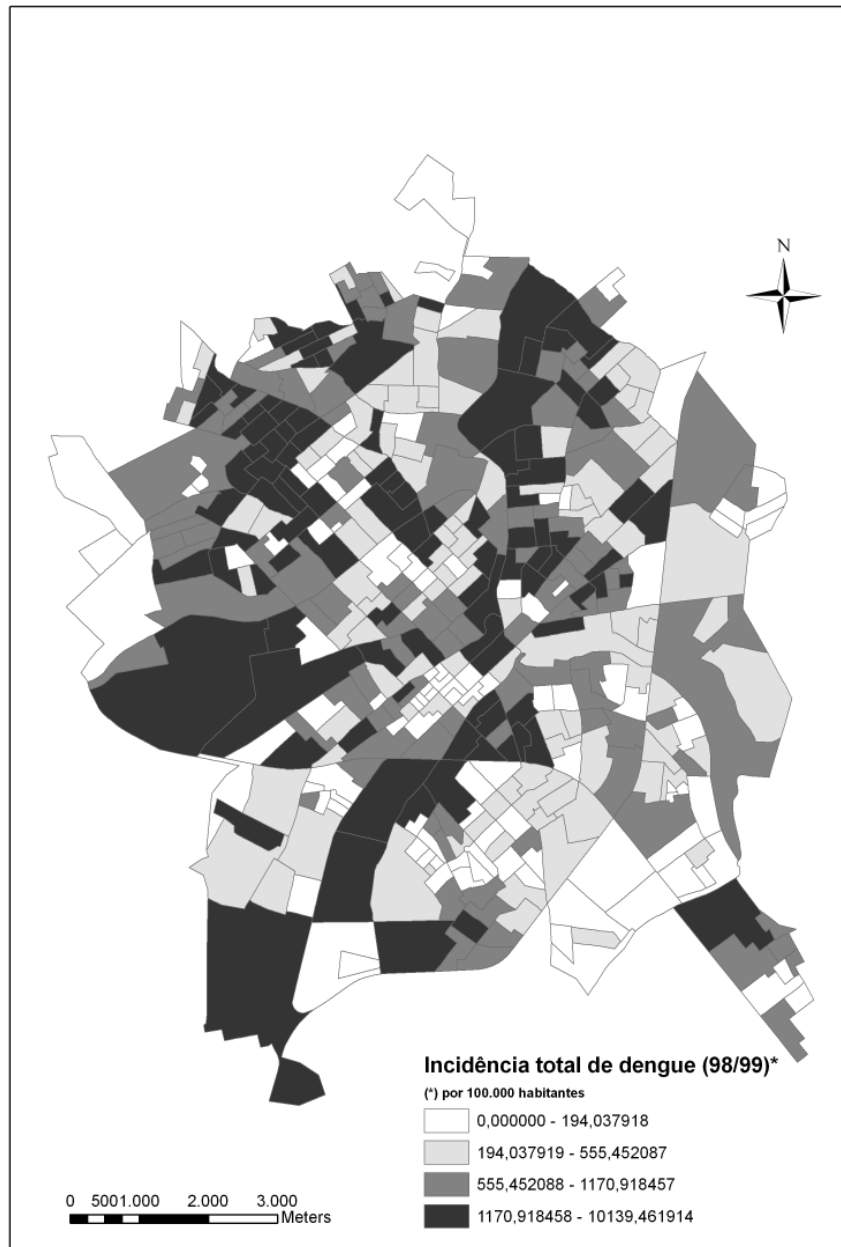 N
Incidência total de dengue (98/99)*
(*) por 100.000 habitantes
0,000000 - 194,037918
194,037919 - 555,452087
555,452088 - 1170,918457
1170,918458 - 10139,461914
0 5001.000 2.000 3.000
Meters